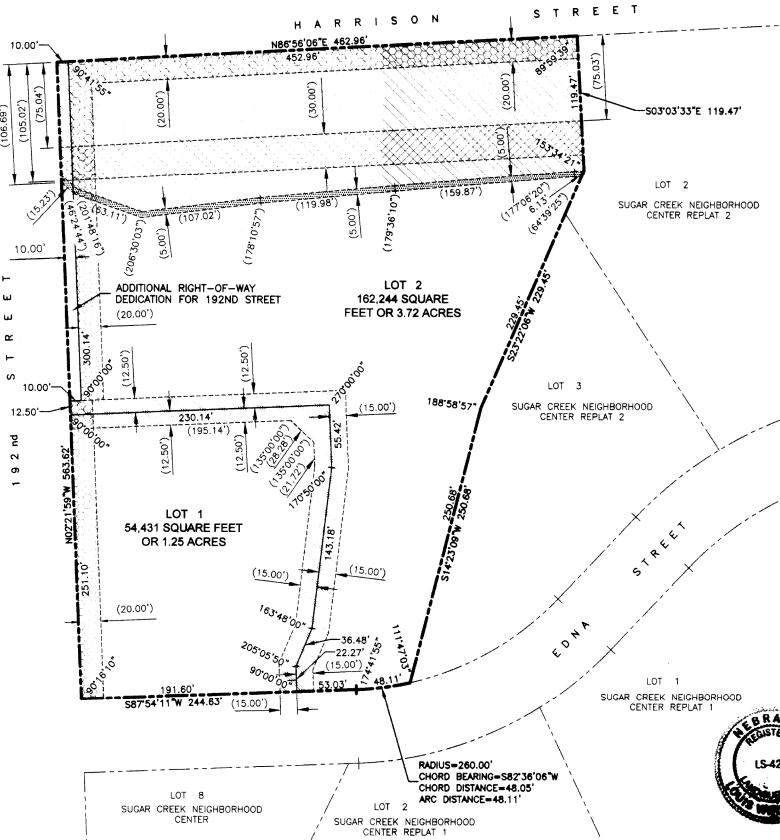 HARRISON STREET
10.00'
N86°56'06"E 462.96'
452.96'
90°41'55"
89°59'39"
(106.69')
(105.02')
(75.04')
(20.00')
(30.00')
(20.00')
119.47'
(75.03')
S03°03'33"E 119.47'
(5.00')
153°34'21"
(15.23')
(46°24'44")
(201°48'16")
(63.11')
(206°30'03")
(107.02')
(5.00')
(178°10'57")
(119.98')
(5.00')
(179°36'10")
(159.87')
(177°06'20")
6.13'
(64°39'25")
LOT 2
SUGAR CREEK NEIGHBORHOOD
CENTER REPLAT 2
10.00'
192nd STREET
ADDITIONAL RIGHT-OF-WAY
DEDICATION FOR 192ND STREET
(20.00')
300.14'
LOT 2
162,244 SQUARE
FEET OR 3.72 ACRES
229.45'
S23°22'06"W 229.45'
(12.50')
(12.50')
10.00'
12.50'
90°00'00"
90°00'00"
270°00'00"
230.14'
(195.14')
(15.00')
55.42'
188°58'57"
LOT 3
SUGAR CREEK NEIGHBORHOOD
CENTER REPLAT 2
(12.50')
(12.50')
(135°00'00")
(28.28')
(135°00'00")
(21.72')
170°50'00"
N02°21'59"W 563.62'
LOT 1
54,431 SQUARE FEET
OR 1.25 ACRES
143.18'
250.68'
S14°23'09"W 250.68'
251.10'
(15.00')
(15.00')
(20.00')
163°48'00"
36.48'
205°05'50"
22.27'
90°00'00"
(15.00')
174°41'55"
111°47'03"
EDNA STREET
90°16'10"
191.60'
53.03'
48.11'
S87°54'11"W 244.63'
(15.00')
LOT 1
SUGAR CREEK NEIGHBORHOOD
CENTER REPLAT 1
RADIUS=260.00'
CHORD BEARING=S82°36'06"W
CHORD DISTANCE=48.05'
ARC DISTANCE=48.11'
LOT 8
SUGAR CREEK NEIGHBORHOOD
CENTER
LOT 2
SUGAR CREEK NEIGHBORHOOD
CENTER REPLAT 1
NEBRA
REGISTE
LS-42